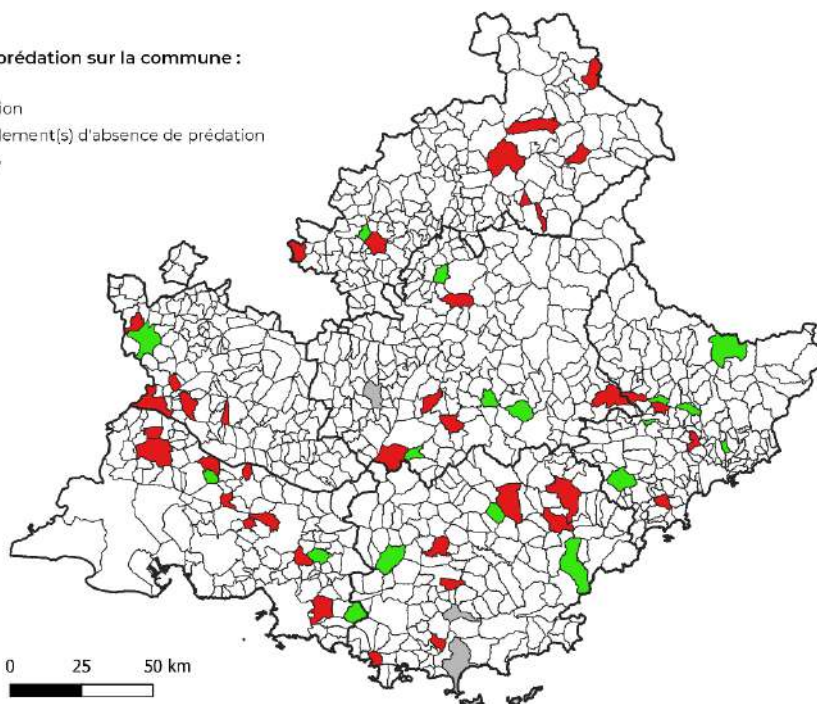 prédation sur la commune :
ion
lement(s) d'absence de prédation
0 25 50 km